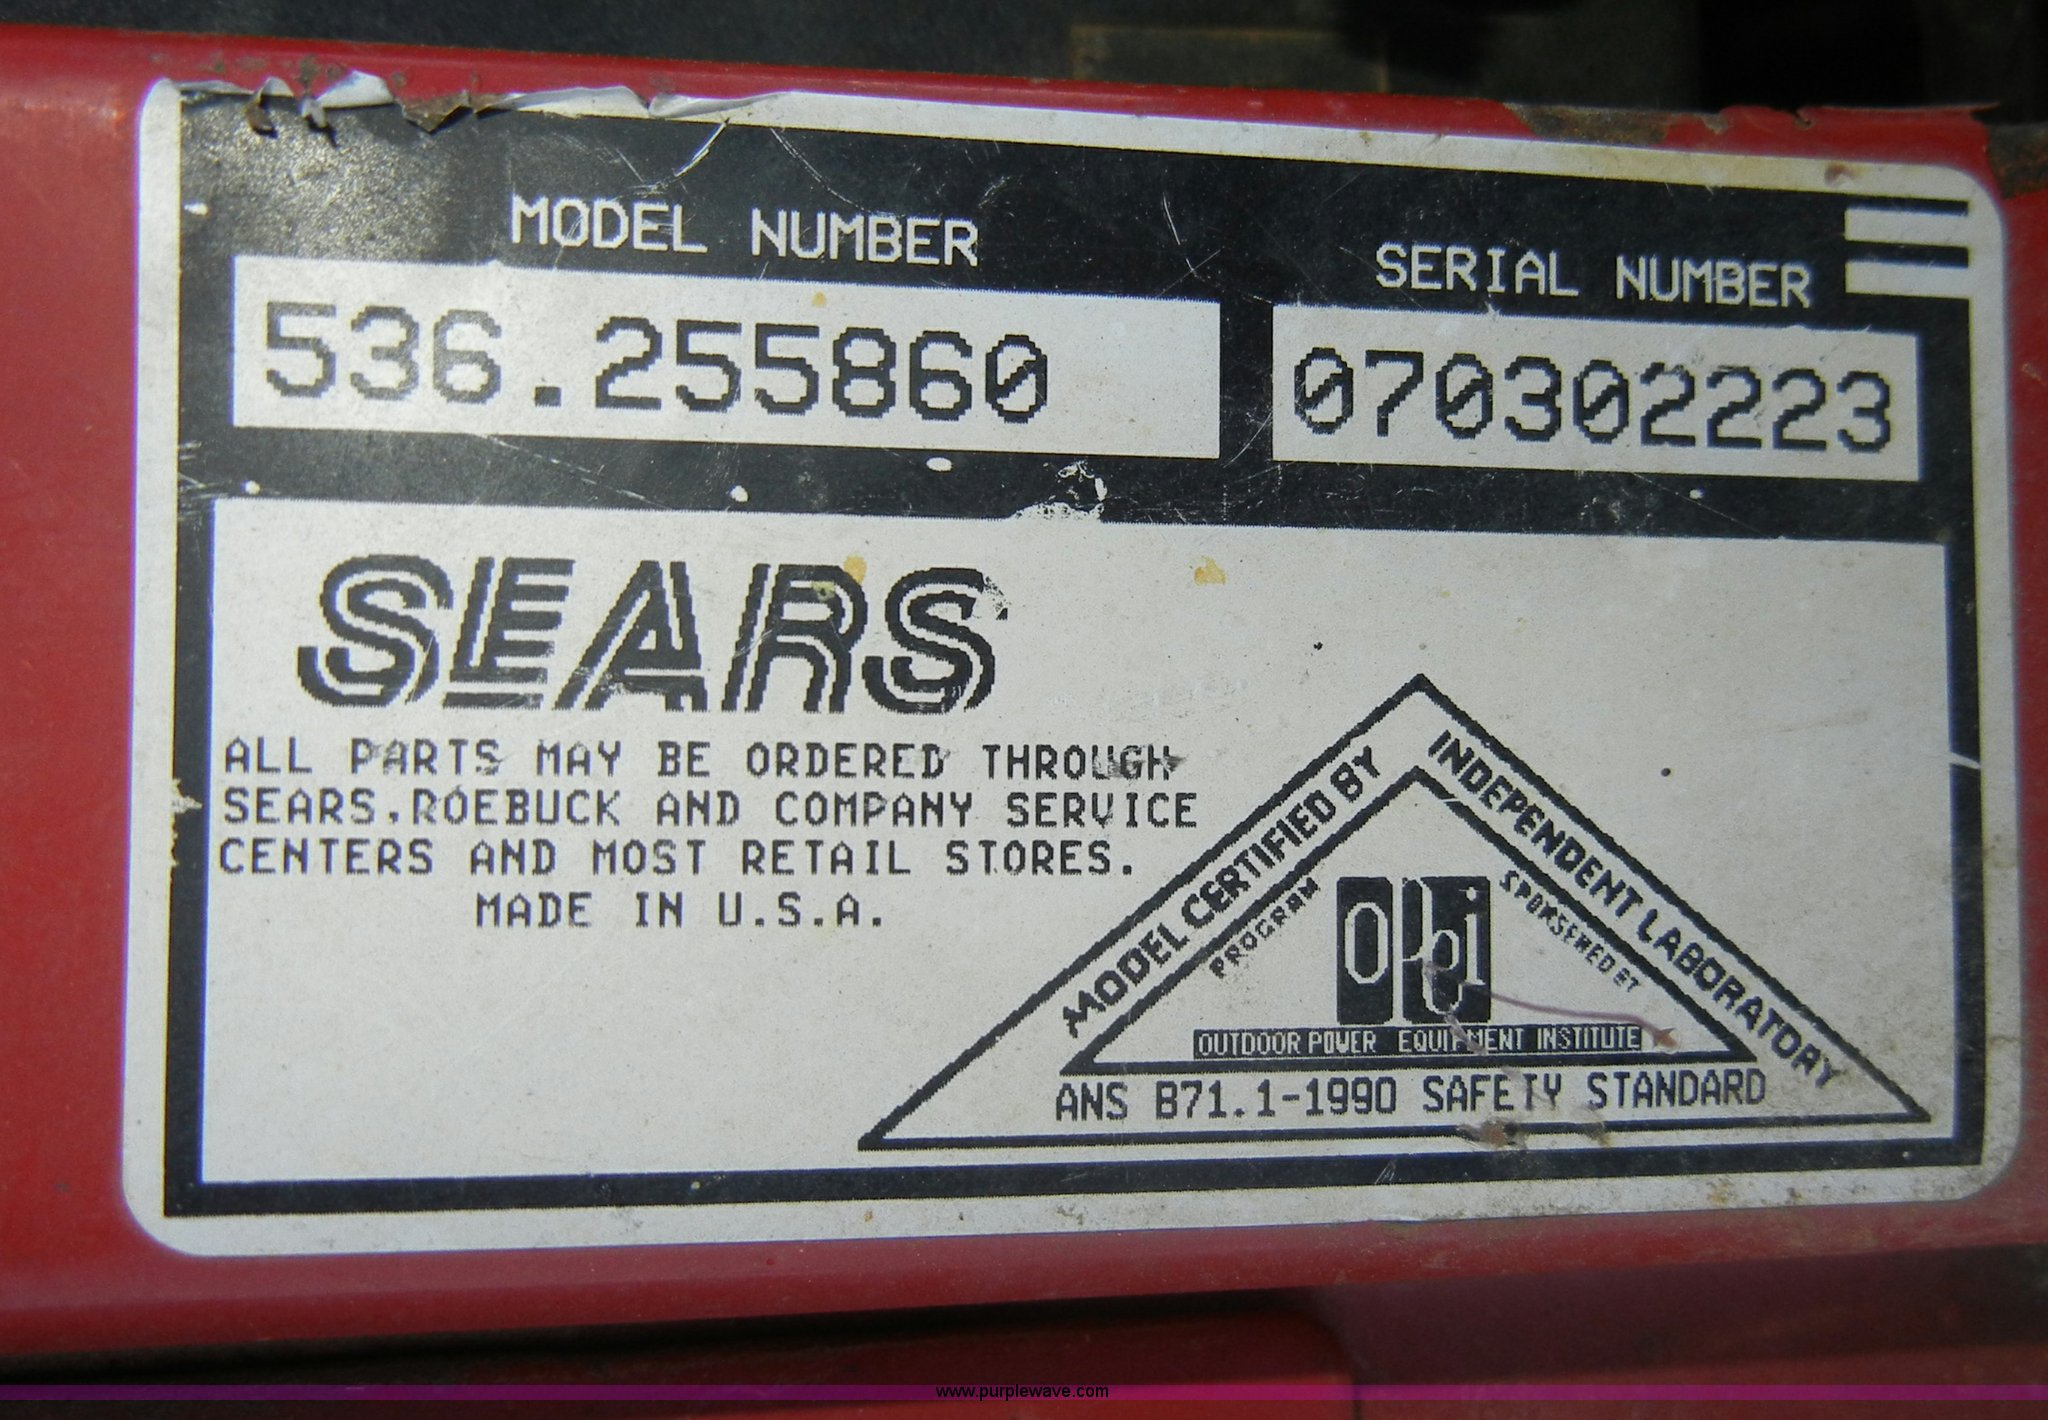 MODEL NUMBER
SERIAL NUMBER
536.255860
070302223
SEARS
ALL PARTS MAY BE ORDERED THROUGH
SEARS,ROEBUCK AND COMPANY SERVICE
CENTERS AND MOST RETAIL STORES.
MADE IN U.S.A.
MODEL CERTIFIED BY
INDEPENDENT LABORATORY
PROGRAM
SPONSERED BY
OPEI
OUTDOOR POWER EQUIPMENT INSTITUTE
ANS B71.1-1990 SAFETY STANDARD
www.purplewave.com